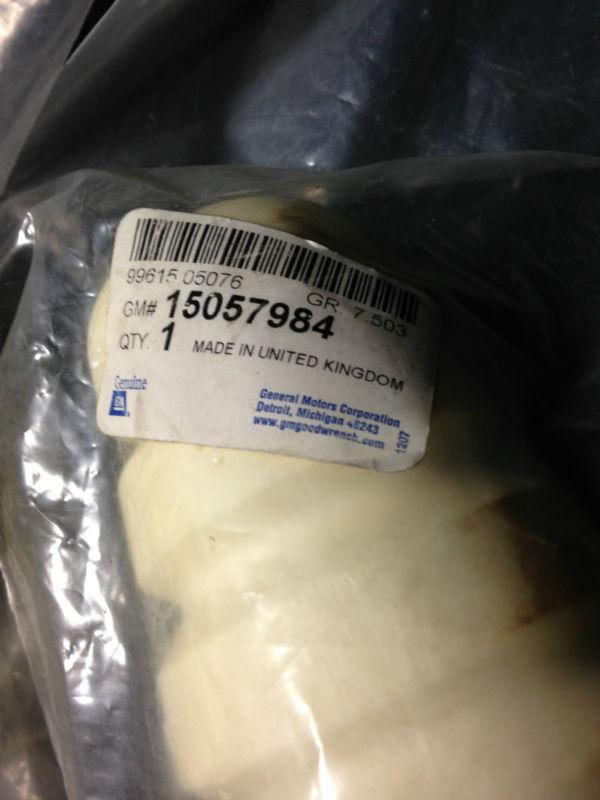 99615 05076
GR. 7.503
GM# 15057984
QTY. 1 MADE IN UNITED KINGDOM
Genuine
GM
General Motors Corporation
Detroit, Michigan 48243
www.gmgoodwrench.com
1207